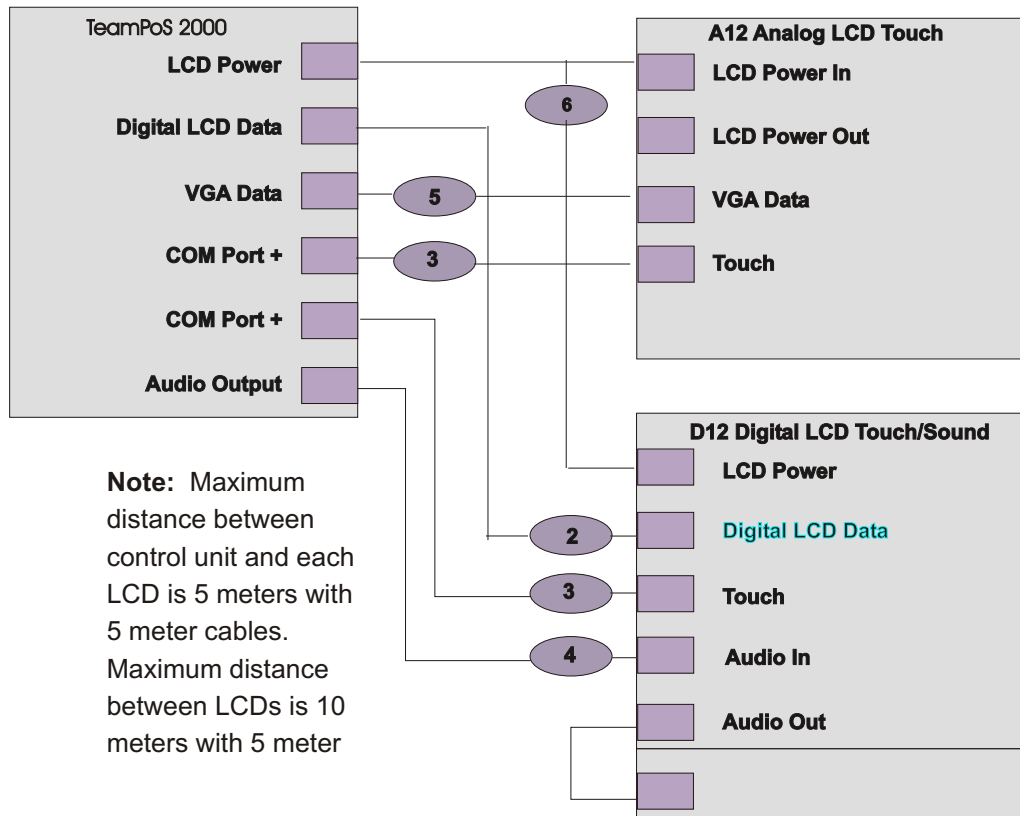 TeamPoS 2000
LCD Power
Digital LCD Data
VGA Data
COM Port +
COM Port +
Audio Output
6
5
3
2
3
4
A12 Analog LCD Touch
LCD Power In
LCD Power Out
VGA Data
Touch
D12 Digital LCD Touch/Sound
LCD Power
Digital LCD Data
Touch
Audio In
Audio Out
Note: Maximum
distance between
control unit and each
LCD is 5 meters with
5 meter cables.
Maximum distance
between LCDs is 10
meters with 5 meter